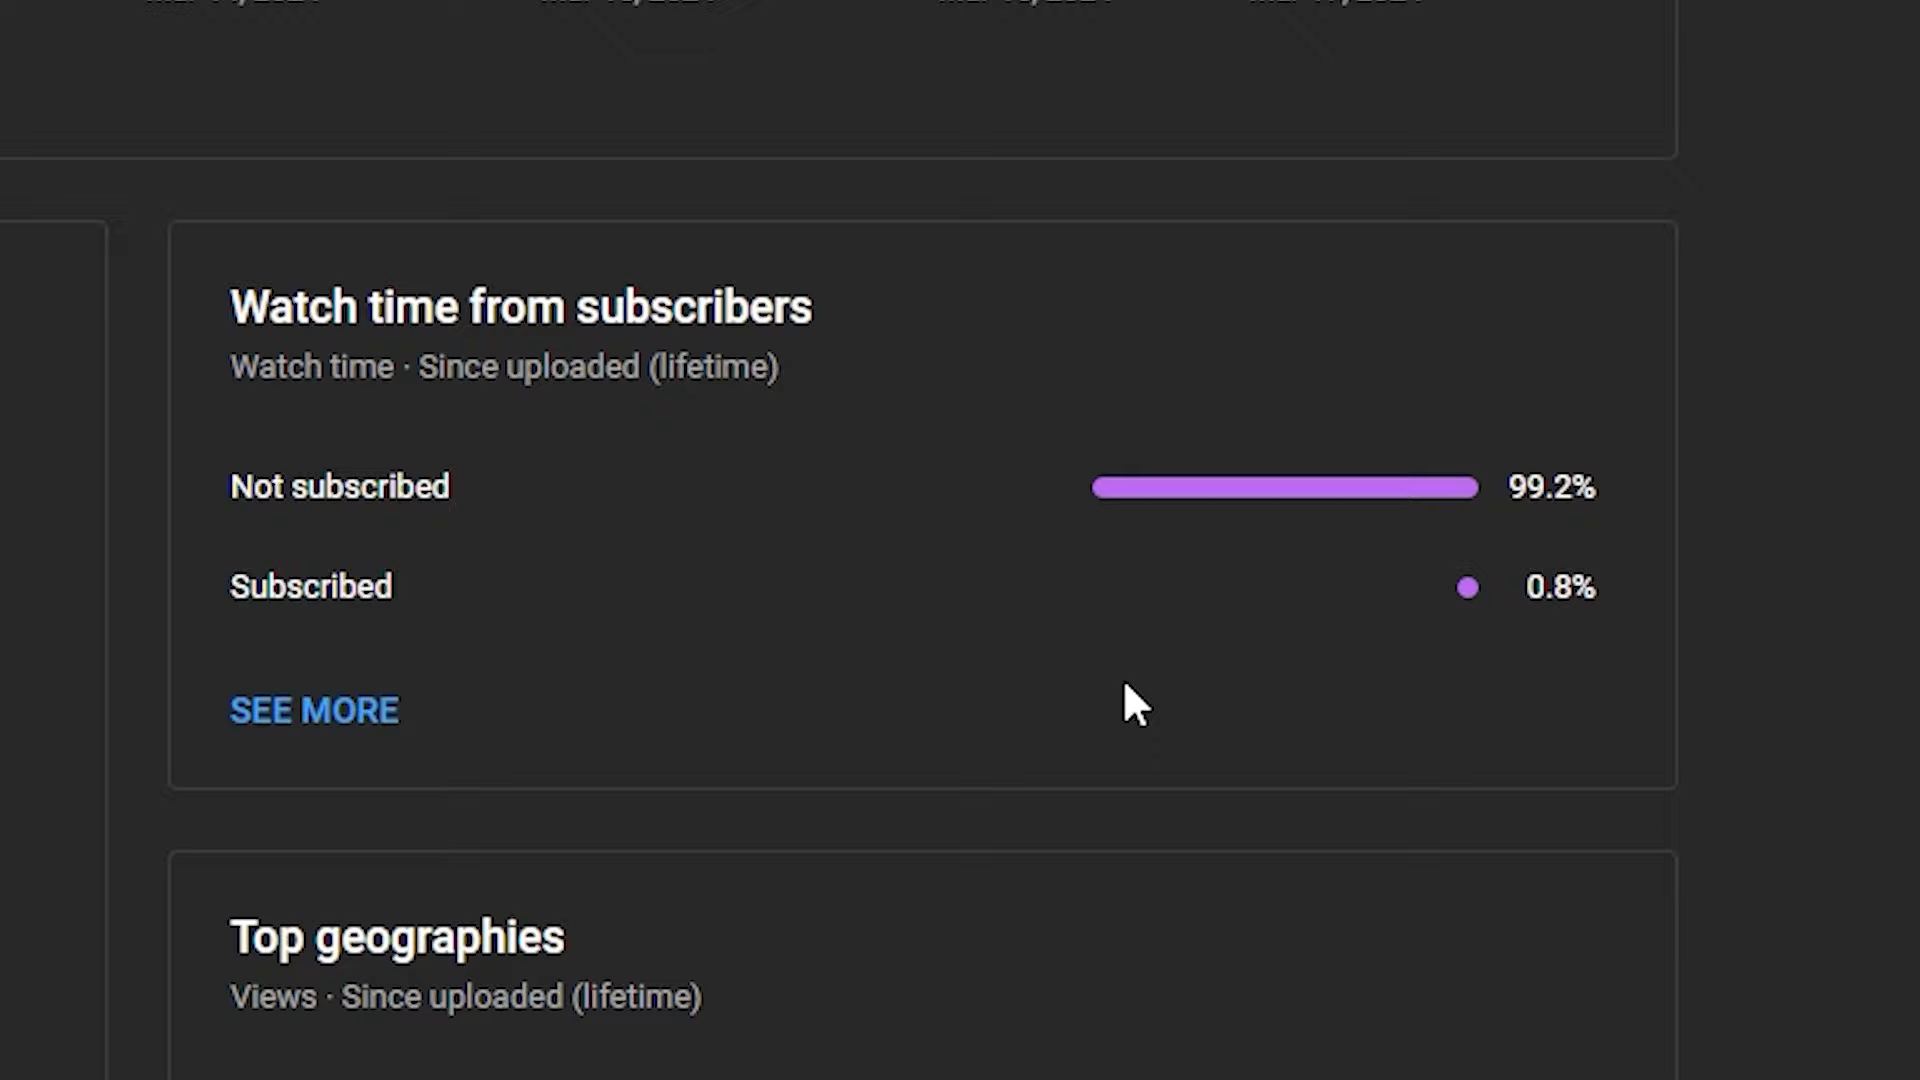 Watch time from subscribers
Watch time · Since uploaded (lifetime)
Not subscribed 99.2%
Subscribed 0.8%
SEE MORE
Top geographies
Views · Since uploaded (lifetime)